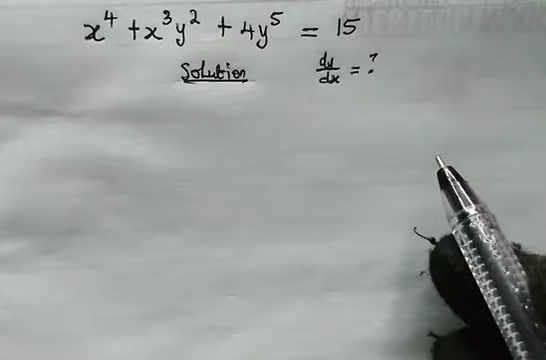 x⁴ + x³y² + 4y⁵ = 15
Solution dy/dx = ?